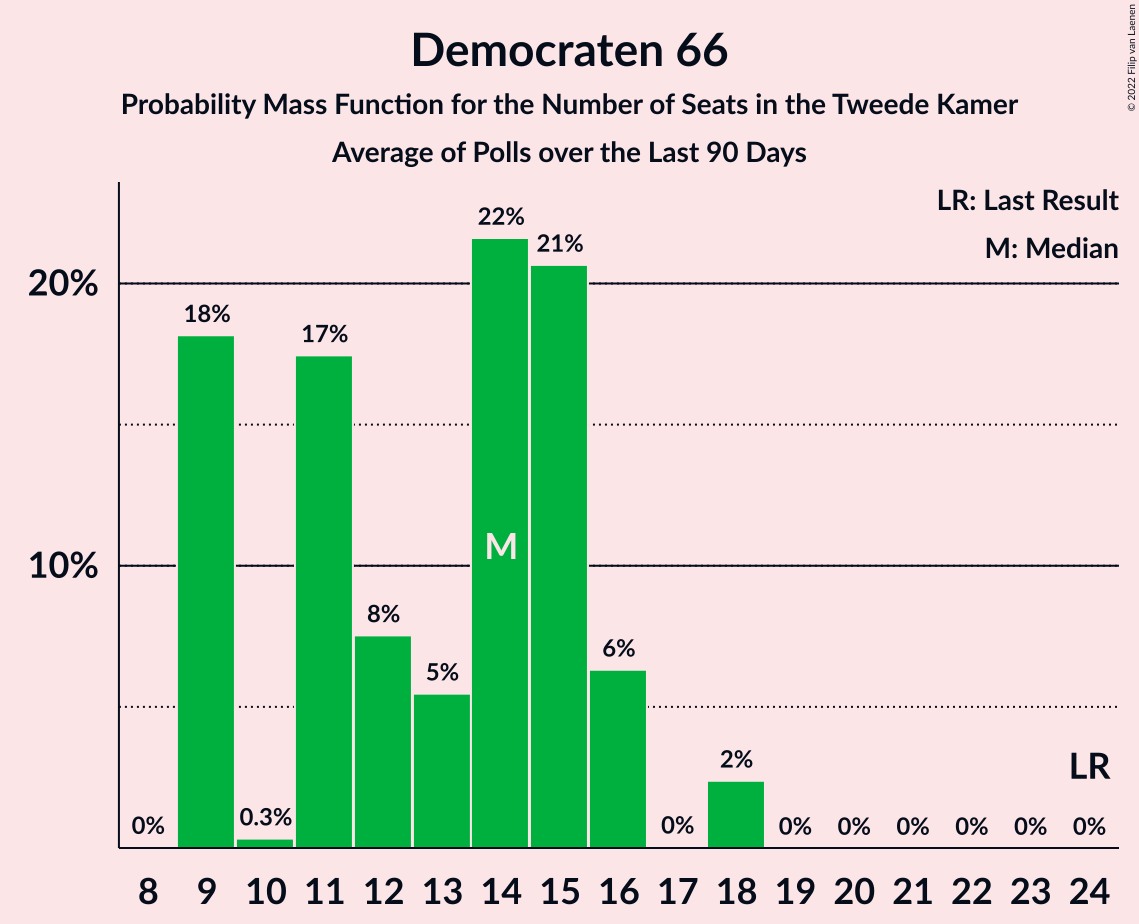 Democraten 66
Probability Mass Function for the Number of Seats in the Tweede Kamer
Average of Polls over the Last 90 Days
© 2022 Filip van Laenen
LR: Last Result
M: Median
20%
10%
0%
18%
0.3%
17%
8%
5%
22%
21%
6%
0%
2%
0%
0%
0%
0%
0%
0%
M
LR
8 9 10 11 12 13 14 15 16 17 18 19 20 21 22 23 24